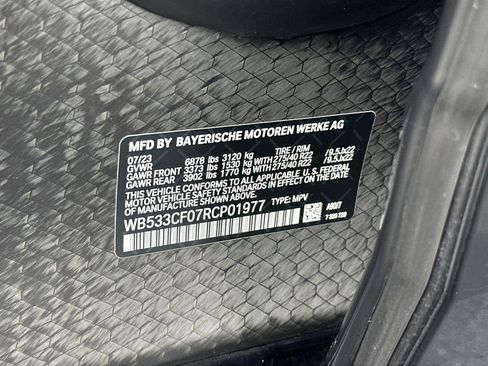 MFD BY BAYERISCHE MOTOREN WERKE AG
07/23 TIRE / RIM
GVWR 6878 lbs 3120 kg
GAWR FRONT 3373 lbs 1530 kg WITH 275/40 R22 /9.5Jx22
GAWR REAR 3902 lbs 1770 kg WITH 275/40 R22 /9.5Jx22
THIS VEHICLE CONFORMS TO ALL APPLICABLE U. S. FEDERAL
MOTOR VEHICLE SAFETY STANDARDS IN EFFECT ON THE
DATE OF MANUFACTURE SHOWN ABOVE.
WB533CF07RCP01977 TYPE: MPV